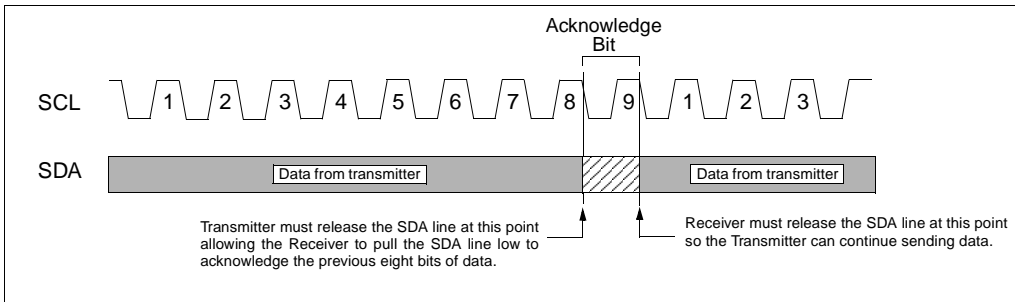 Acknowledge
Bit
SCL
1 2 3 4 5 6 7 8 9 1 2 3
SDA
Data from transmitter
Data from transmitter
Transmitter must release the SDA line at this point
allowing the Receiver to pull the SDA line low to
acknowledge the previous eight bits of data.
Receiver must release the SDA line at this point
so the Transmitter can continue sending data.